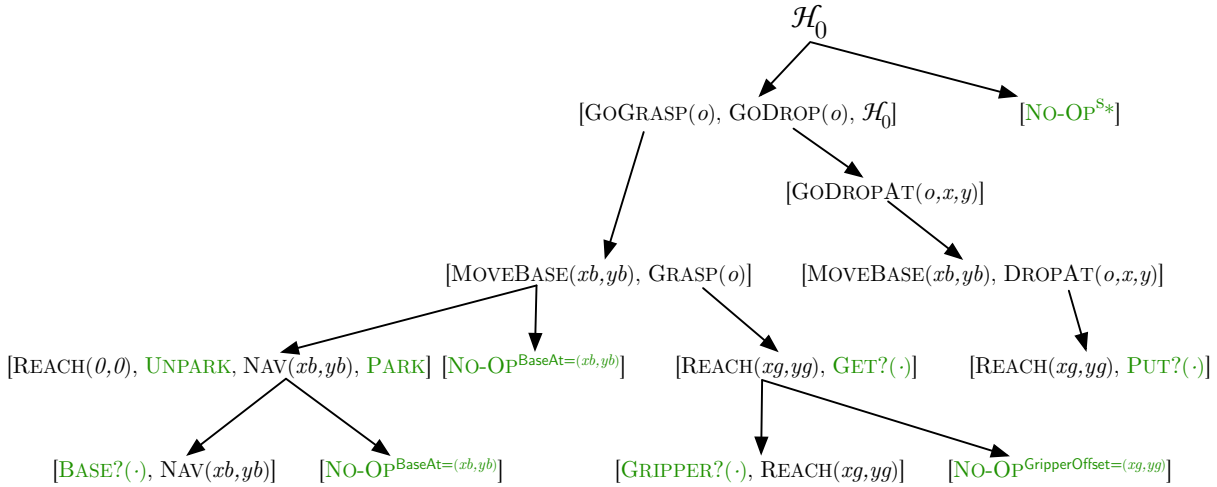 ℋ₀
[GOGRASP(o), GODROP(o), ℋ₀] [NO-OP^S*]
[GODROPAT(o,x,y)]
[MOVEBASE(xb,yb), GRASP(o)] [MOVEBASE(xb,yb), DROPAT(o,x,y)]
[REACH(0,0), UNPARK, NAV(xb,yb), PARK] [NO-OP^BaseAt=(xb,yb)] [REACH(xg,yg), GET?(·)] [REACH(xg,yg), PUT?(·)]
[BASE?(·), NAV(xb,yb)] [NO-OP^BaseAt=(xb,yb)] [GRIPPER?(·), REACH(xg,yg)] [NO-OP^GripperOffset=(xg,yg)]